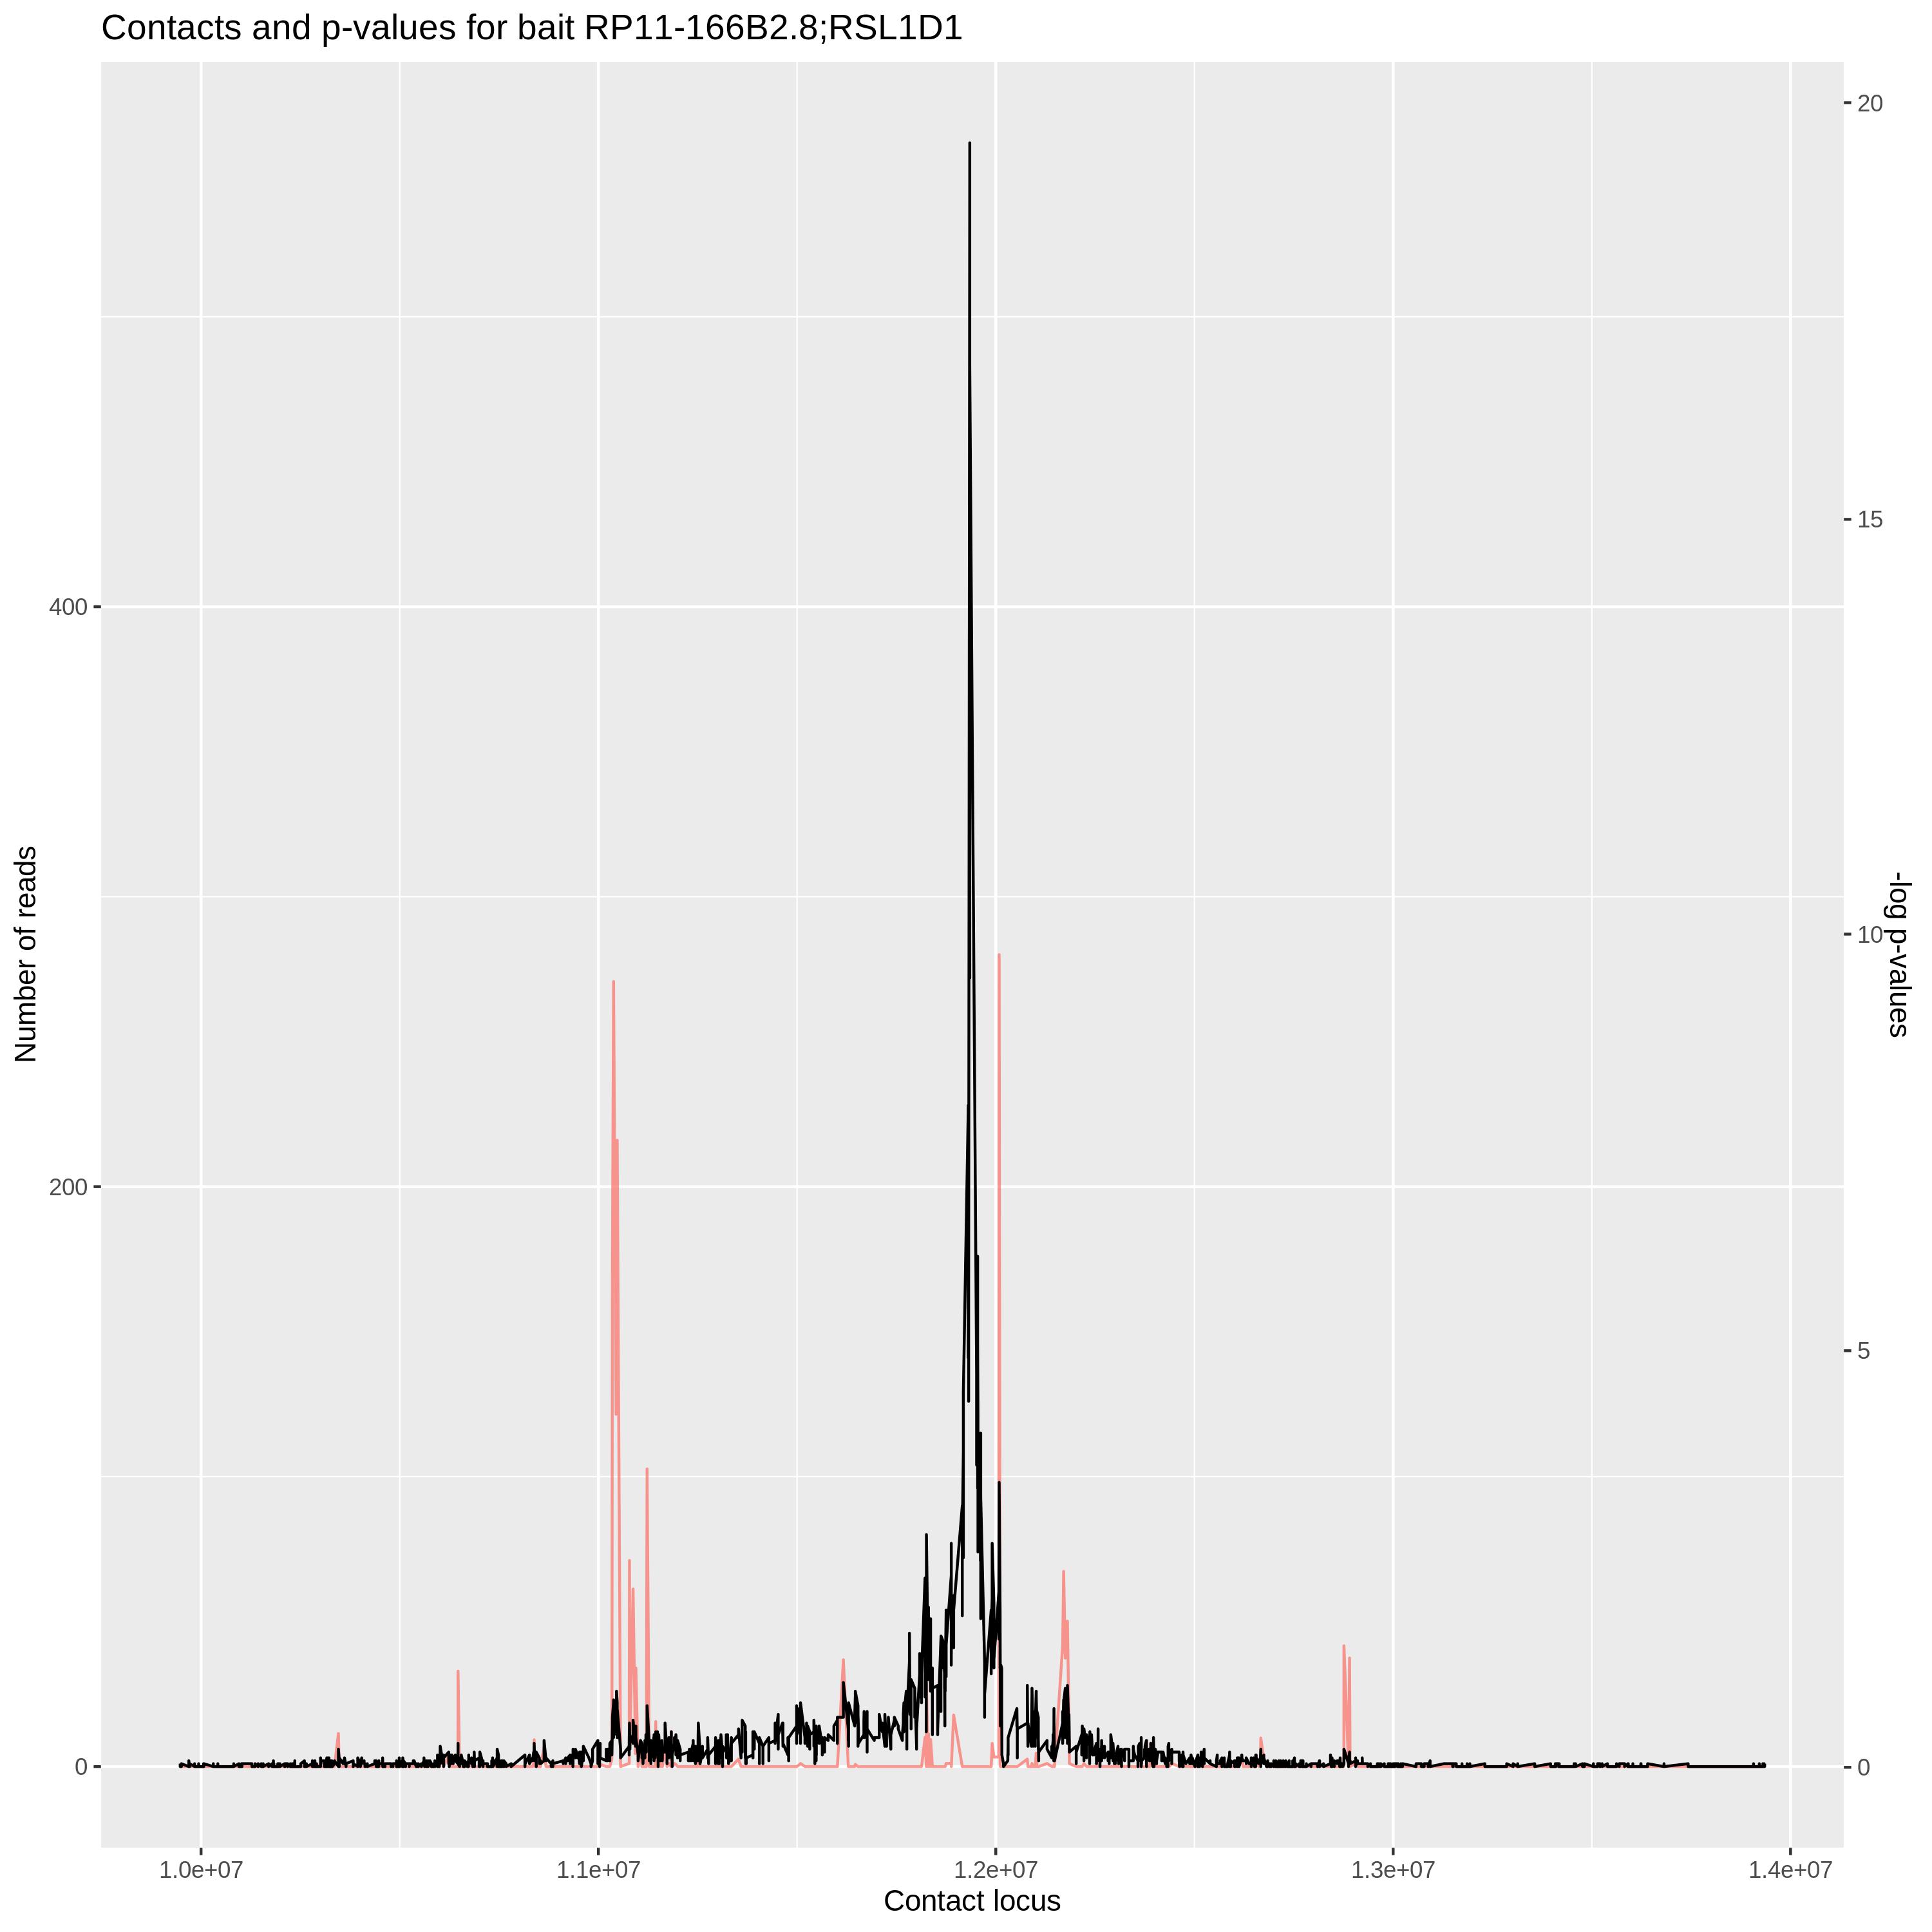 Contacts and p-values for bait RP11-166B2.8;RSL1D1
Number of reads
400
200
0
20
15
10
5
0
-log p-values
1.0e+07
1.1e+07
1.2e+07
1.3e+07
1.4e+07
Contact locus